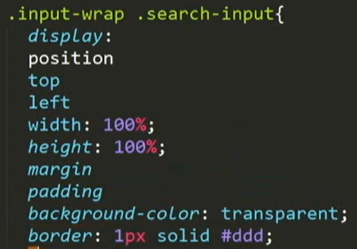 .input-wrap .search-input{
display:
position
top
left
width: 100%;
height: 100%;
margin
padding
background-color: transparent;
border: 1px solid #ddd;